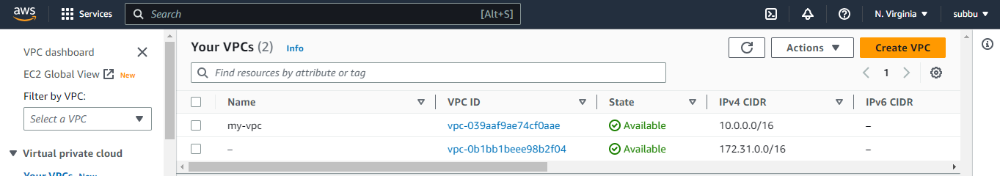 aws Services Search [Alt+S] N. Virginia subbu
VPC dashboard
EC2 Global View New
Filter by VPC:
Select a VPC
Virtual private cloud
Your VPCs New
Your VPCs (2) Info
Actions Create VPC
Find resources by attribute or tag
1
Name VPC ID State IPv4 CIDR IPv6 CIDR
my-vpc vpc-039aaf9ae74cf0aae Available 10.0.0.0/16 –
– vpc-0b1bb1beee98b2f04 Available 172.31.0.0/16 –